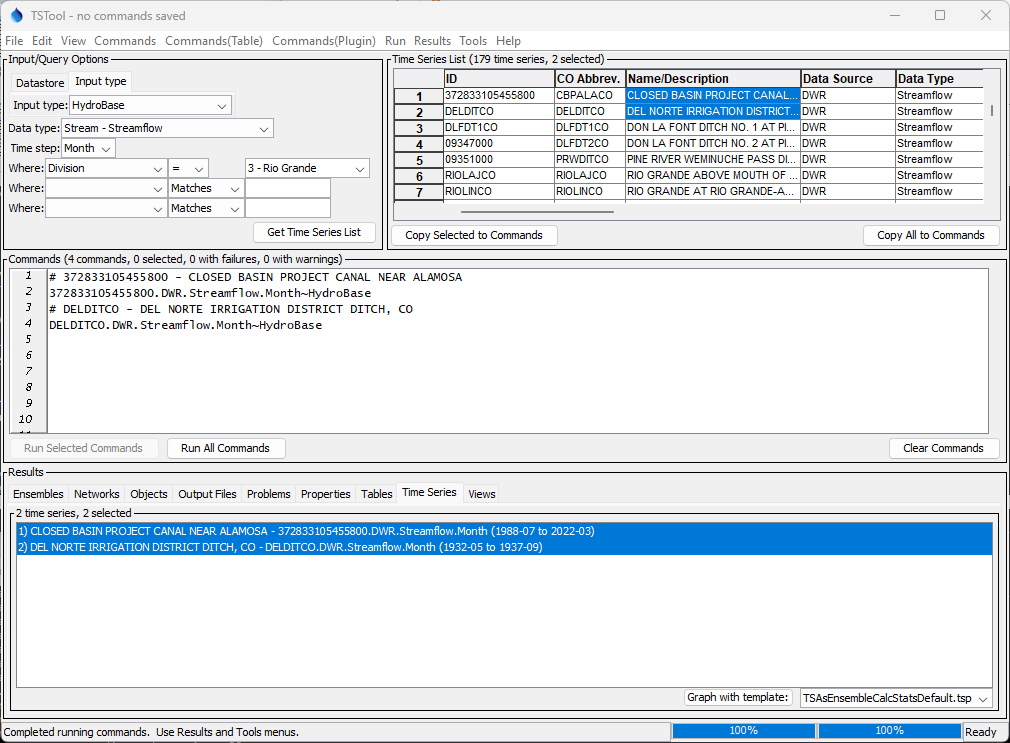 TSTool - no commands saved
File Edit View Commands Commands(Table) Commands(Plugin) Run Results Tools Help
Input/Query Options
Datastore Input type
Input type: HydroBase
Data type: Stream - Streamflow
Time step: Month
Where: Division = 3 - Rio Grande
Where: Matches
Where: Matches
Get Time Series List
Time Series List (179 time series, 2 selected)
ID CO Abbrev. Name/Description Data Source Data Type
1 372833105455800 CBPALACO CLOSED BASIN PROJECT CANAL... DWR Streamflow
2 DELDITCO DELDITCO DEL NORTE IRRIGATION DISTRICT... DWR Streamflow
3 DLFDT1CO DLFDT1CO DON LA FONT DITCH NO. 1 AT PI... DWR Streamflow
4 09347000 DLFDT2CO DON LA FONT DITCH NO. 2 AT PI... DWR Streamflow
5 09351000 PRWDITCO PINE RIVER WEMINUCHE PASS DI... DWR Streamflow
6 RIOLAJCO RIOLAJCO RIO GRANDE ABOVE MOUTH OF ... DWR Streamflow
7 RIOLINCO RIOLINCO RIO GRANDE AT RIO GRANDE-A... DWR Streamflow
Copy Selected to Commands Copy All to Commands
Commands (4 commands, 0 selected, 0 with failures, 0 with warnings)
1 # 372833105455800 - CLOSED BASIN PROJECT CANAL NEAR ALAMOSA
2 372833105455800.DWR.Streamflow.Month~HydroBase
3 # DELDITCO - DEL NORTE IRRIGATION DISTRICT DITCH, CO
4 DELDITCO.DWR.Streamflow.Month~HydroBase
5
6
7
8
9
10
Run Selected Commands Run All Commands Clear Commands
Results
Ensembles Networks Objects Output Files Problems Properties Tables Time Series Views
2 time series, 2 selected
1) CLOSED BASIN PROJECT CANAL NEAR ALAMOSA - 372833105455800.DWR.Streamflow.Month (1988-07 to 2022-03)
2) DEL NORTE IRRIGATION DISTRICT DITCH, CO - DELDITCO.DWR.Streamflow.Month (1932-05 to 1937-09)
Graph with template: TSAsEnsembleCalcStatsDefault.tsp
Completed running commands. Use Results and Tools menus. 100% 100% Ready